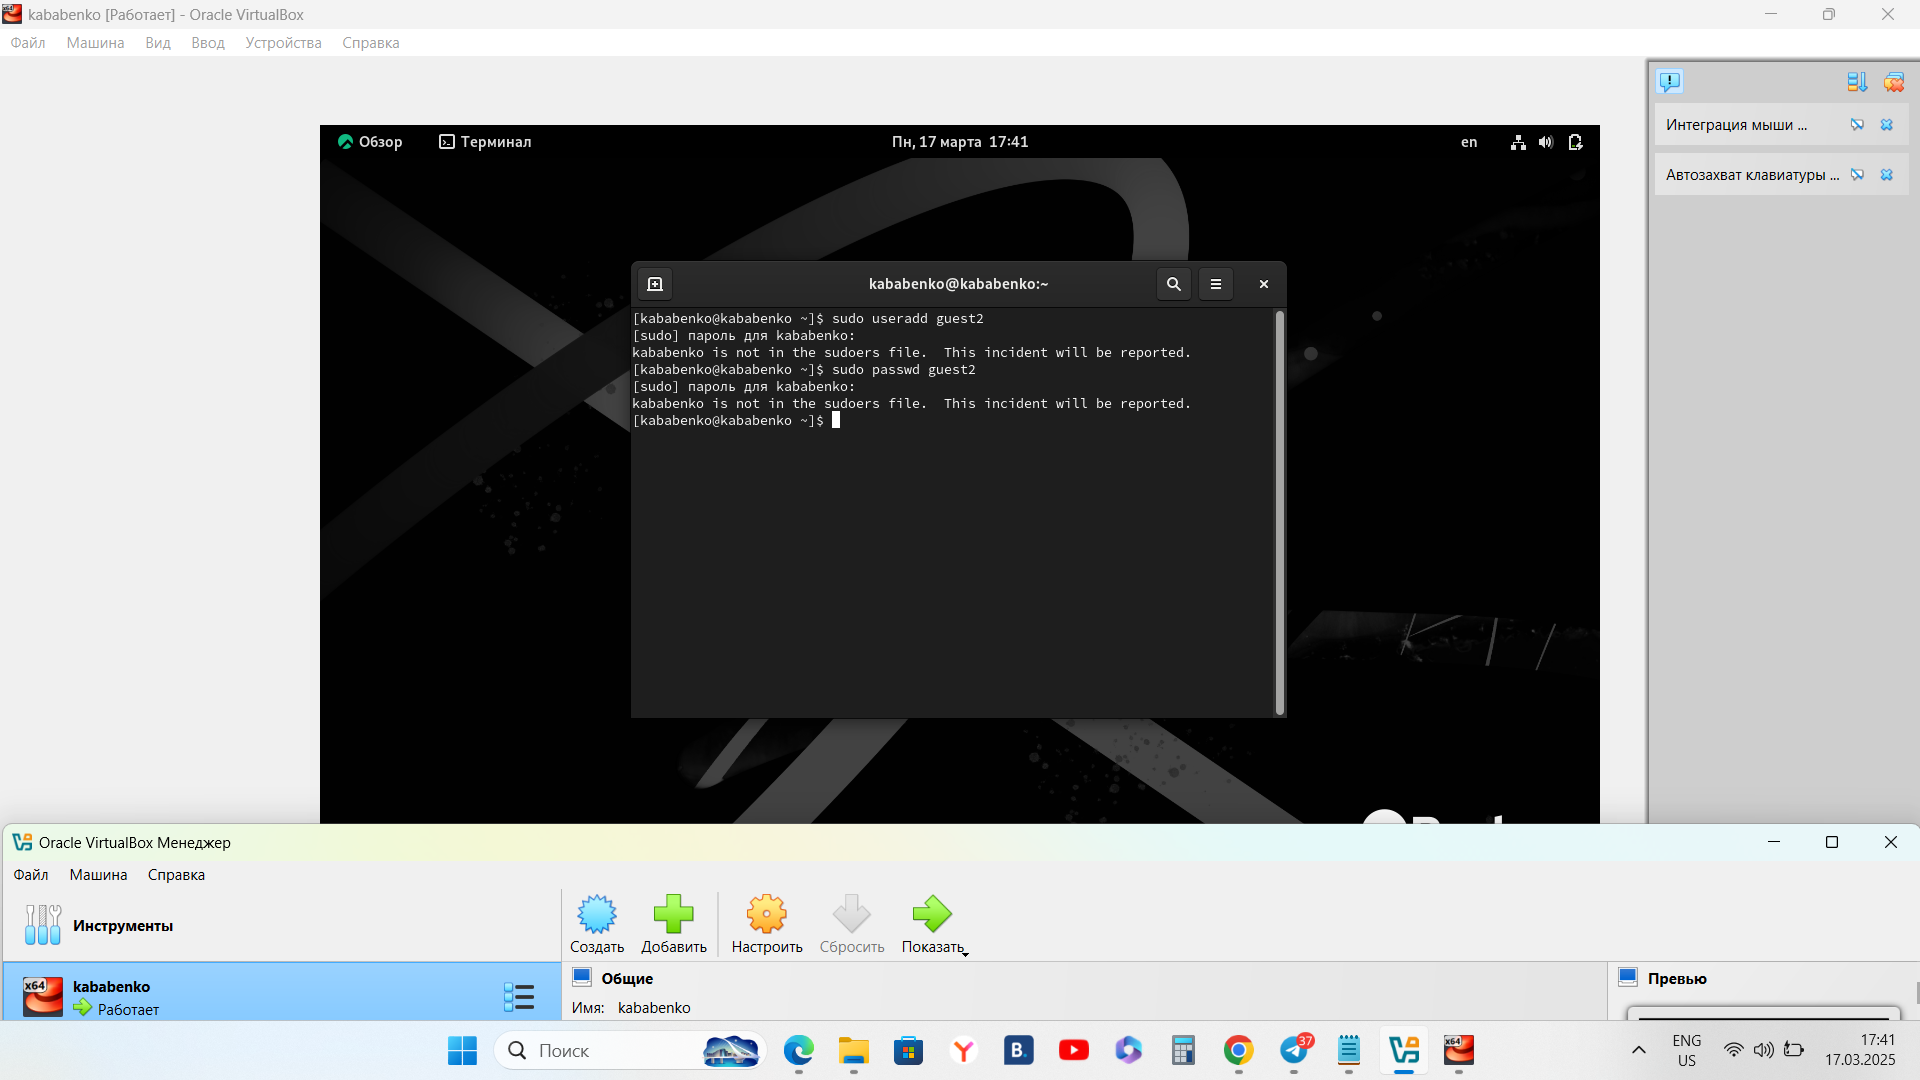 kababenko [Работает] - Oracle VirtualBox
Файл Машина Вид Ввод Устройства Справка
Интеграция мыши ...
Автозахват клавиатуры ...
Обзор Терминал Пн, 17 марта 17:41 en
kababenko@kababenko:~
[kababenko@kababenko ~]$ sudo useradd guest2
[sudo] пароль для kababenko:
kababenko is not in the sudoers file.  This incident will be reported.
[kababenko@kababenko ~]$ sudo passwd guest2
[sudo] пароль для kababenko:
kababenko is not in the sudoers file.  This incident will be reported.
[kababenko@kababenko ~]$
Oracle VirtualBox Менеджер
Файл Машина Справка
Инструменты
Создать Добавить Настроить Сбросить Показать
x64 kababenko
Работает
Общие
Имя: kababenko
Превью
Поиск
B.
37
x64
ENG
US
17:41
17.03.2025